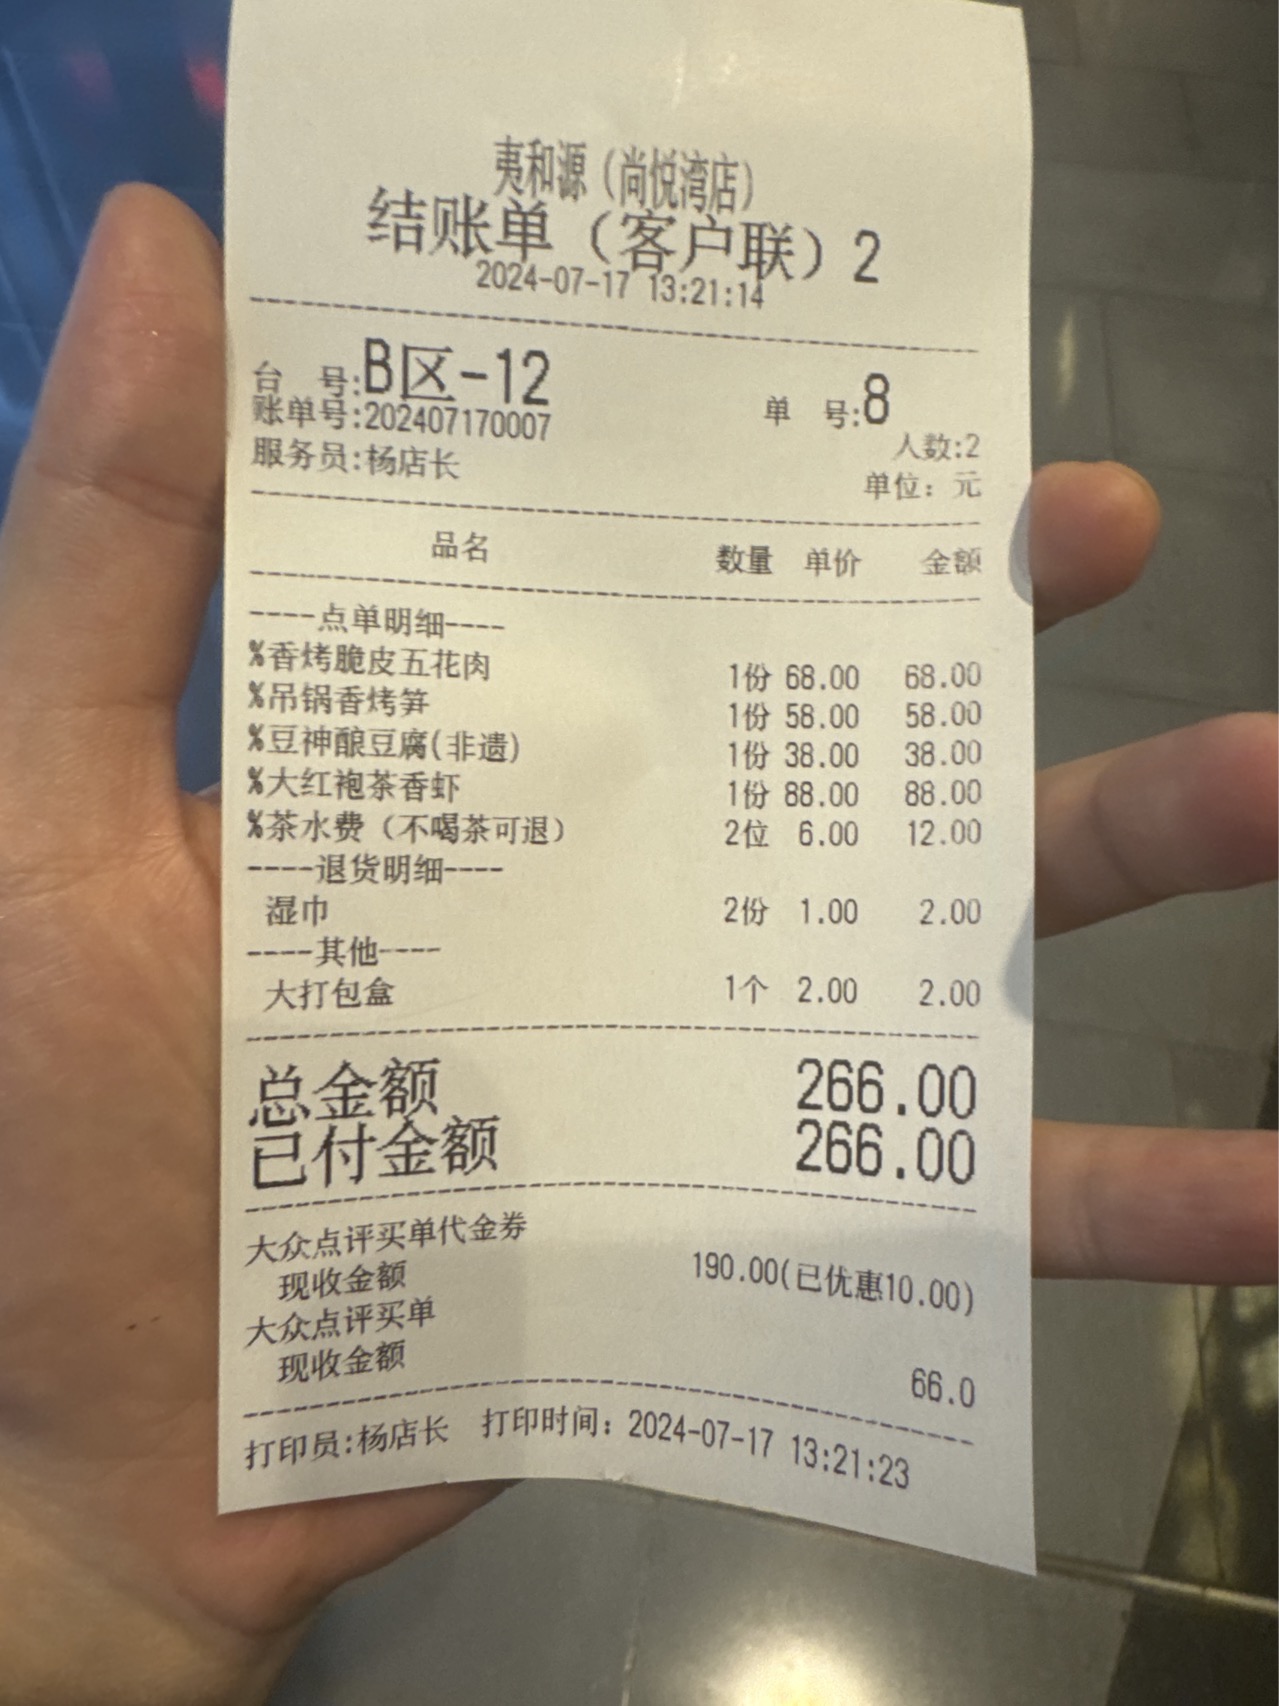 夷和源（尚悦湾店）
结账单（客户联）2
2024-07-17 13:21:14
台 号:B区-12 单 号:8
账单号:202407170007 人数:2
服务员:杨店长 单位：元
品名 数量 单价 金额
----点单明细----
%香烤脆皮五花肉 1份 68.00 68.00
%吊锅香烤笋 1份 58.00 58.00
%豆神酿豆腐(非遗) 1份 38.00 38.00
%大红袍茶香虾 1份 88.00 88.00
%茶水费（不喝茶可退） 2位 6.00 12.00
----退货明细----
湿巾 2份 1.00 2.00
----其他----
大打包盒 1个 2.00 2.00
总金额 266.00
已付金额 266.00
大众点评买单代金券
现收金额 190.00(已优惠10.00)
大众点评买单
现收金额 66.0
打印员:杨店长 打印时间：2024-07-17 13:21:23